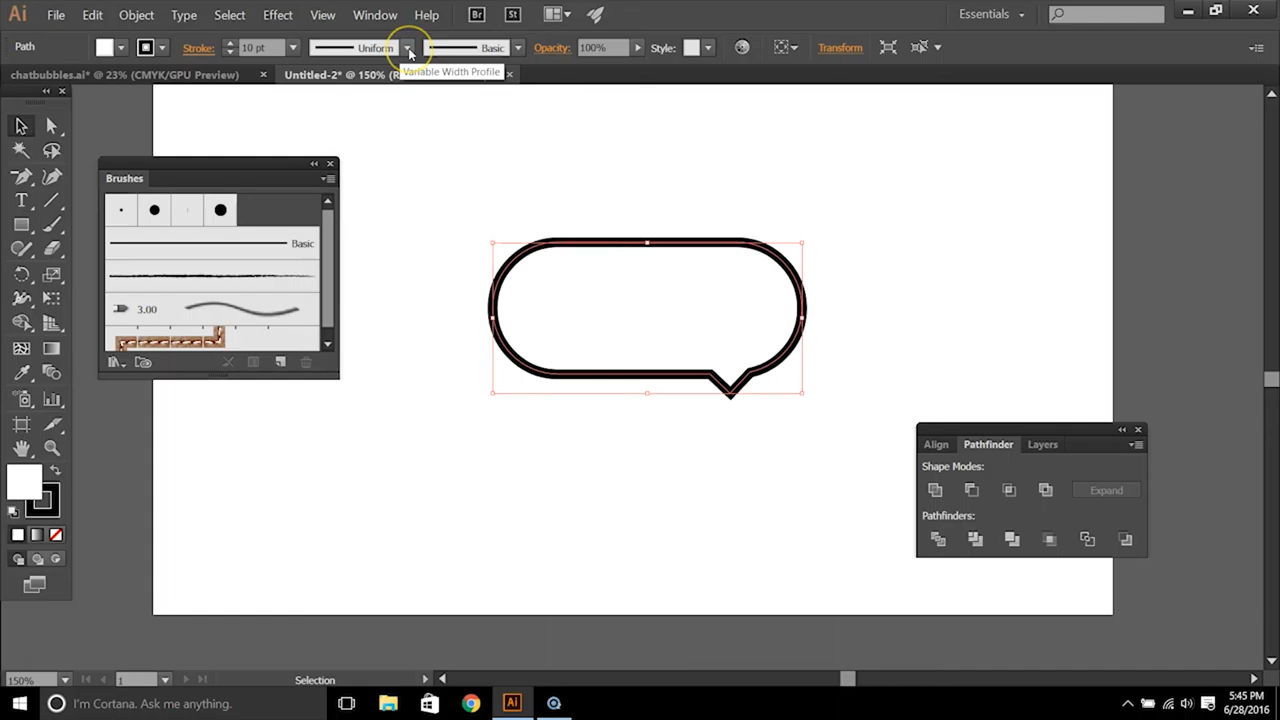 Ai File Edit Object Type Select Effect View Window Help Br St Essentials
Path Stroke: 10 pt Uniform Basic Opacity: 100% Style: Transform
Variable Width Profile
chatbubbles.ai* @ 23% (CMYK/GPU Preview) Untitled-2* @ 150% (R
Brushes
Basic
3.00
Align Pathfinder Layers
Shape Modes:
Expand
Pathfinders:
150% 1 Selection
I'm Cortana. Ask me anything. Ai 5:45 PM
6/28/2016